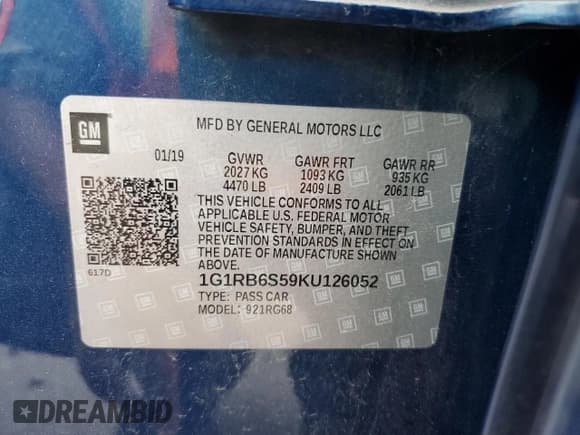 GM
MFD BY GENERAL MOTORS LLC
01/19 GVWR GAWR FRT GAWR RR
2027 KG 1093 KG 935 KG
4470 LB 2409 LB 2061 LB
THIS VEHICLE CONFORMS TO ALL
APPLICABLE U.S. FEDERAL MOTOR
VEHICLE SAFETY, BUMPER, AND THEFT
PREVENTION STANDARDS IN EFFECT ON
THE DATE OF MANUFACTURE SHOWN
ABOVE.
617D
1G1RB6S59KU126052
TYPE: PASS CAR
MODEL: 921RG68
DREAMBID